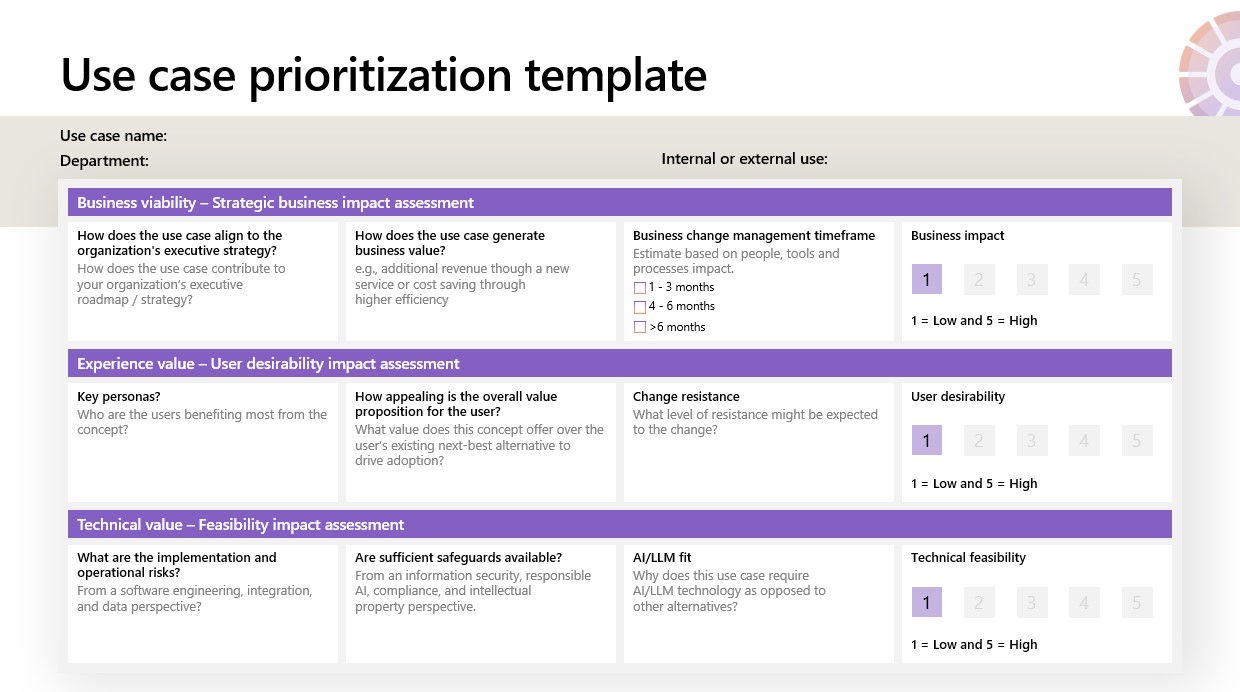 Use case prioritization template
Use case name:
Department:
Internal or external use:
Business viability – Strategic business impact assessment
How does the use case align to the
organization's executive strategy?
How does the use case contribute to
your organization’s executive
roadmap / strategy?
How does the use case generate
business value?
e.g., additional revenue though a new
service or cost saving through
higher efficiency
Business change management timeframe
Estimate based on people, tools and
processes impact.
1 - 3 months
4 - 6 months
>6 months
Business impact
1 2 3 4 5
1 = Low and 5 = High
Experience value – User desirability impact assessment
Key personas?
Who are the users benefiting most from the
concept?
How appealing is the overall value
proposition for the user?
What value does this concept offer over the
user’s existing next-best alternative to
drive adoption?
Change resistance
What level of resistance might be expected
to the change?
User desirability
1 2 3 4 5
1 = Low and 5 = High
Technical value – Feasibility impact assessment
What are the implementation and
operational risks?
From a software engineering, integration,
and data perspective?
Are sufficient safeguards available?
From an information security, responsible
AI, compliance, and intellectual
property perspective.
AI/LLM fit
Why does this use case require
AI/LLM technology as opposed to
other alternatives?
Technical feasibility
1 2 3 4 5
1 = Low and 5 = High